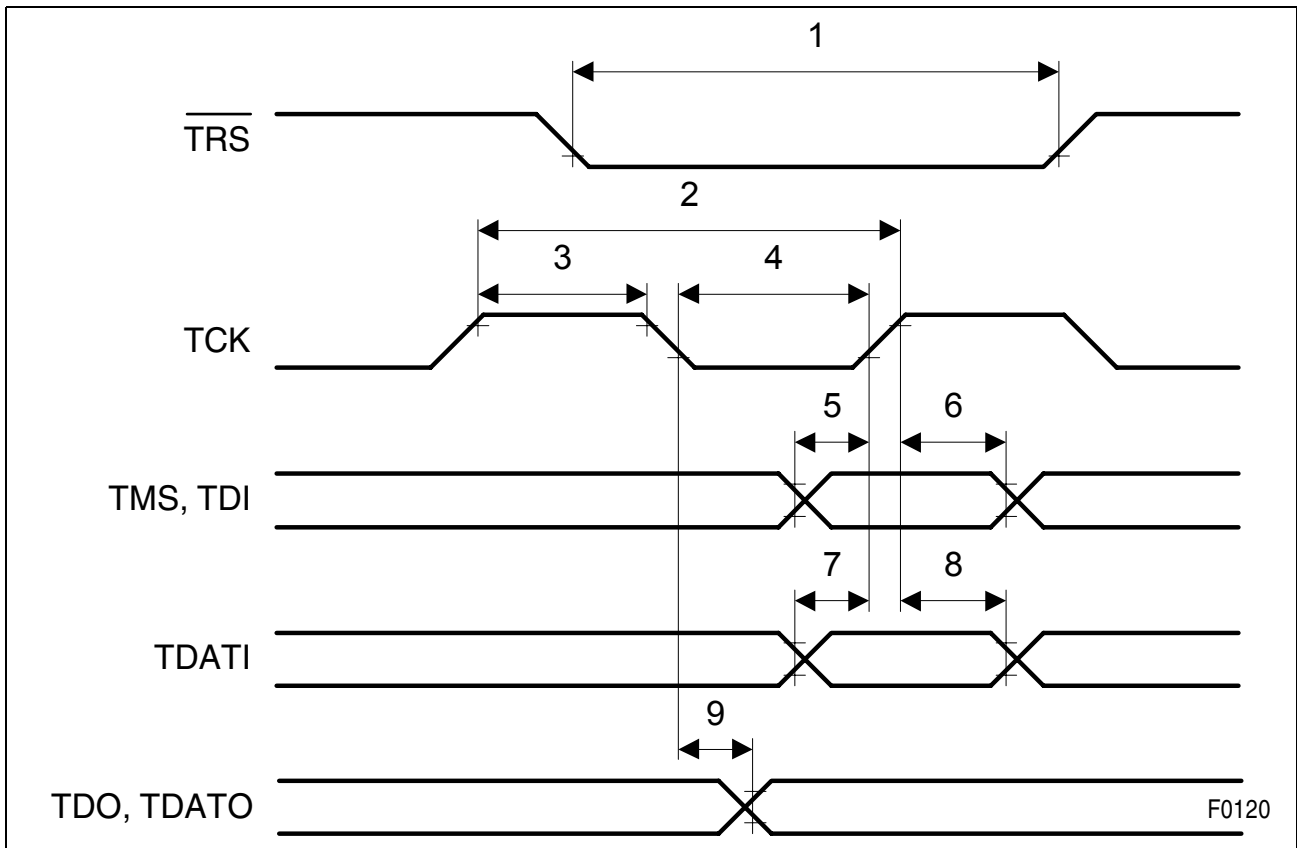 1
TRS
2
3 4
TCK
5 6
TMS, TDI
7 8
TDATI
9
TDO, TDATO
F0120